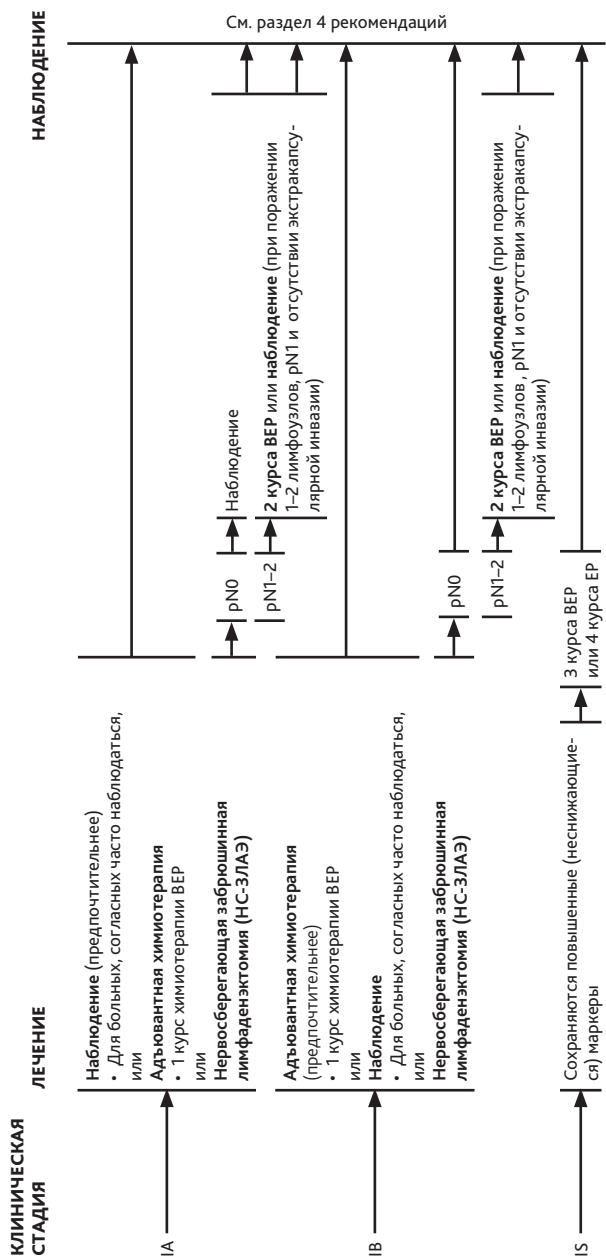 КЛИНИЧЕСКАЯ
СТАДИЯ
ЛЕЧЕНИЕ
НАБЛЮДЕНИЕ
IA
Наблюдение (предпочтительнее)
• Для больных, согласных часто наблюдаться,
или
Адъювантная химиотерапия
• 1 курс химиотерапии BEP
или
Нервосберегающая забрюшинная
лимфаденэктомия (НС-ЗЛАЭ)
pN0
Наблюдение
pN1–2
2 курса BEP или наблюдение (при поражении
1–2 лимфоузлов, pN1 и отсутствии экстракапсу-
лярной инвазии)
IB
Адъювантная химиотерапия
(предпочтительнее)
• 1 курс химиотерапии BEP
или
Наблюдение
• Для больных, согласных часто наблюдаться,
или
Нервосберегающая забрюшинная
лимфаденэктомия (НС-ЗЛАЭ)
pN0
pN1–2
2 курса BEP или наблюдение (при поражении
1–2 лимфоузлов, pN1 и отсутствии экстракапсу-
лярной инвазии)
IS
Сохраняются повышенные (неснижающие-
ся) маркеры
3 курса BEP
или 4 курса EP
См. раздел 4 рекомендаций